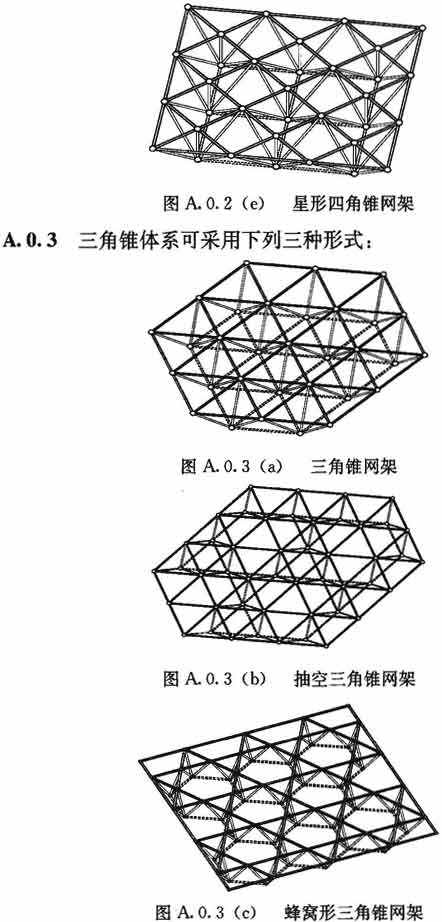 图 A.0.2（e） 星形四角锥网架
A.0.3 三角锥体系可采用下列三种形式：
图 A.0.3（a） 三角锥网架
图 A.0.3（b） 抽空三角锥网架
图 A.0.3（c） 蜂窝形三角锥网架